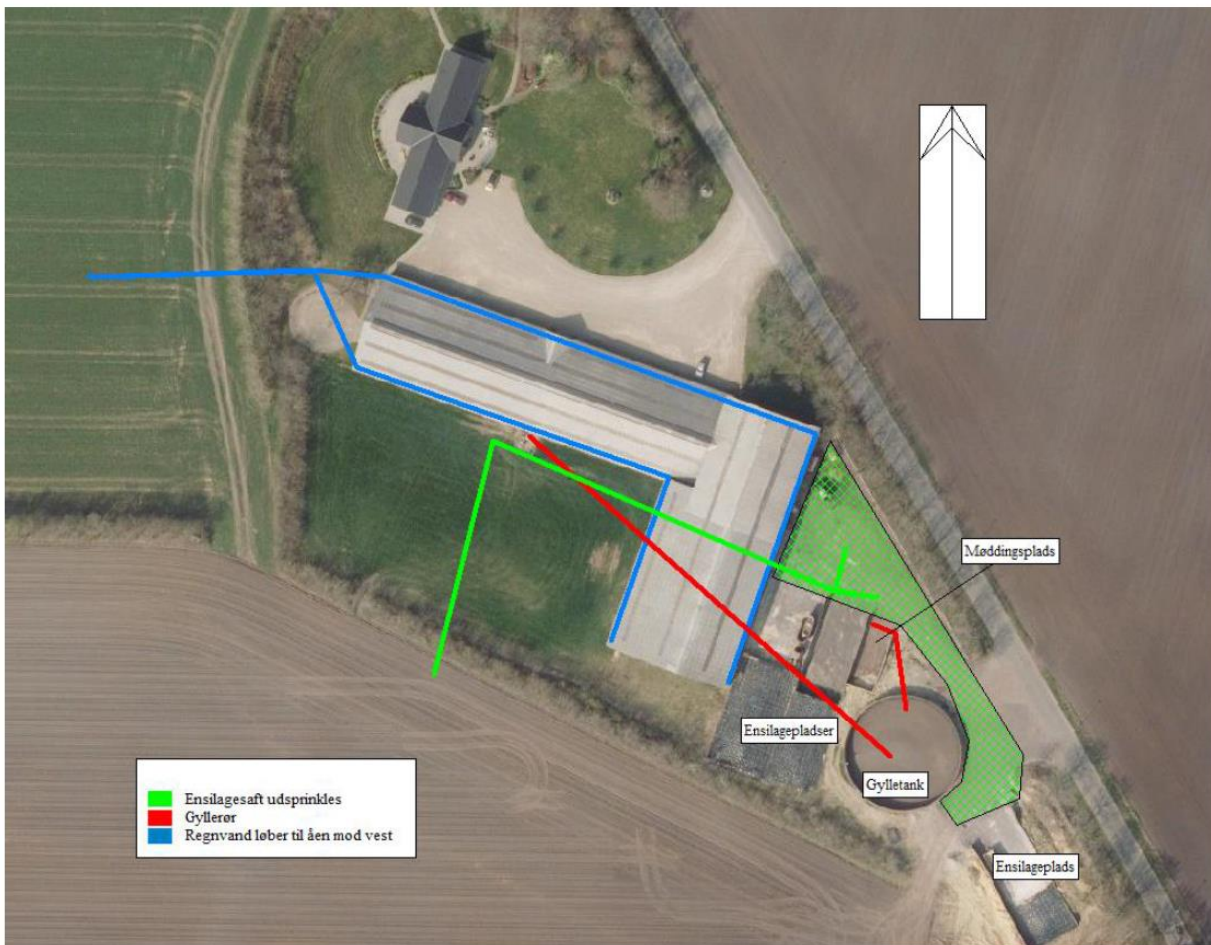 Møddingsplads
Ensilagepladser
Gylletank
Ensilageplads
Ensilagesaft udsprinkles
Gyllerør
Regnvand løber til åen mod vest